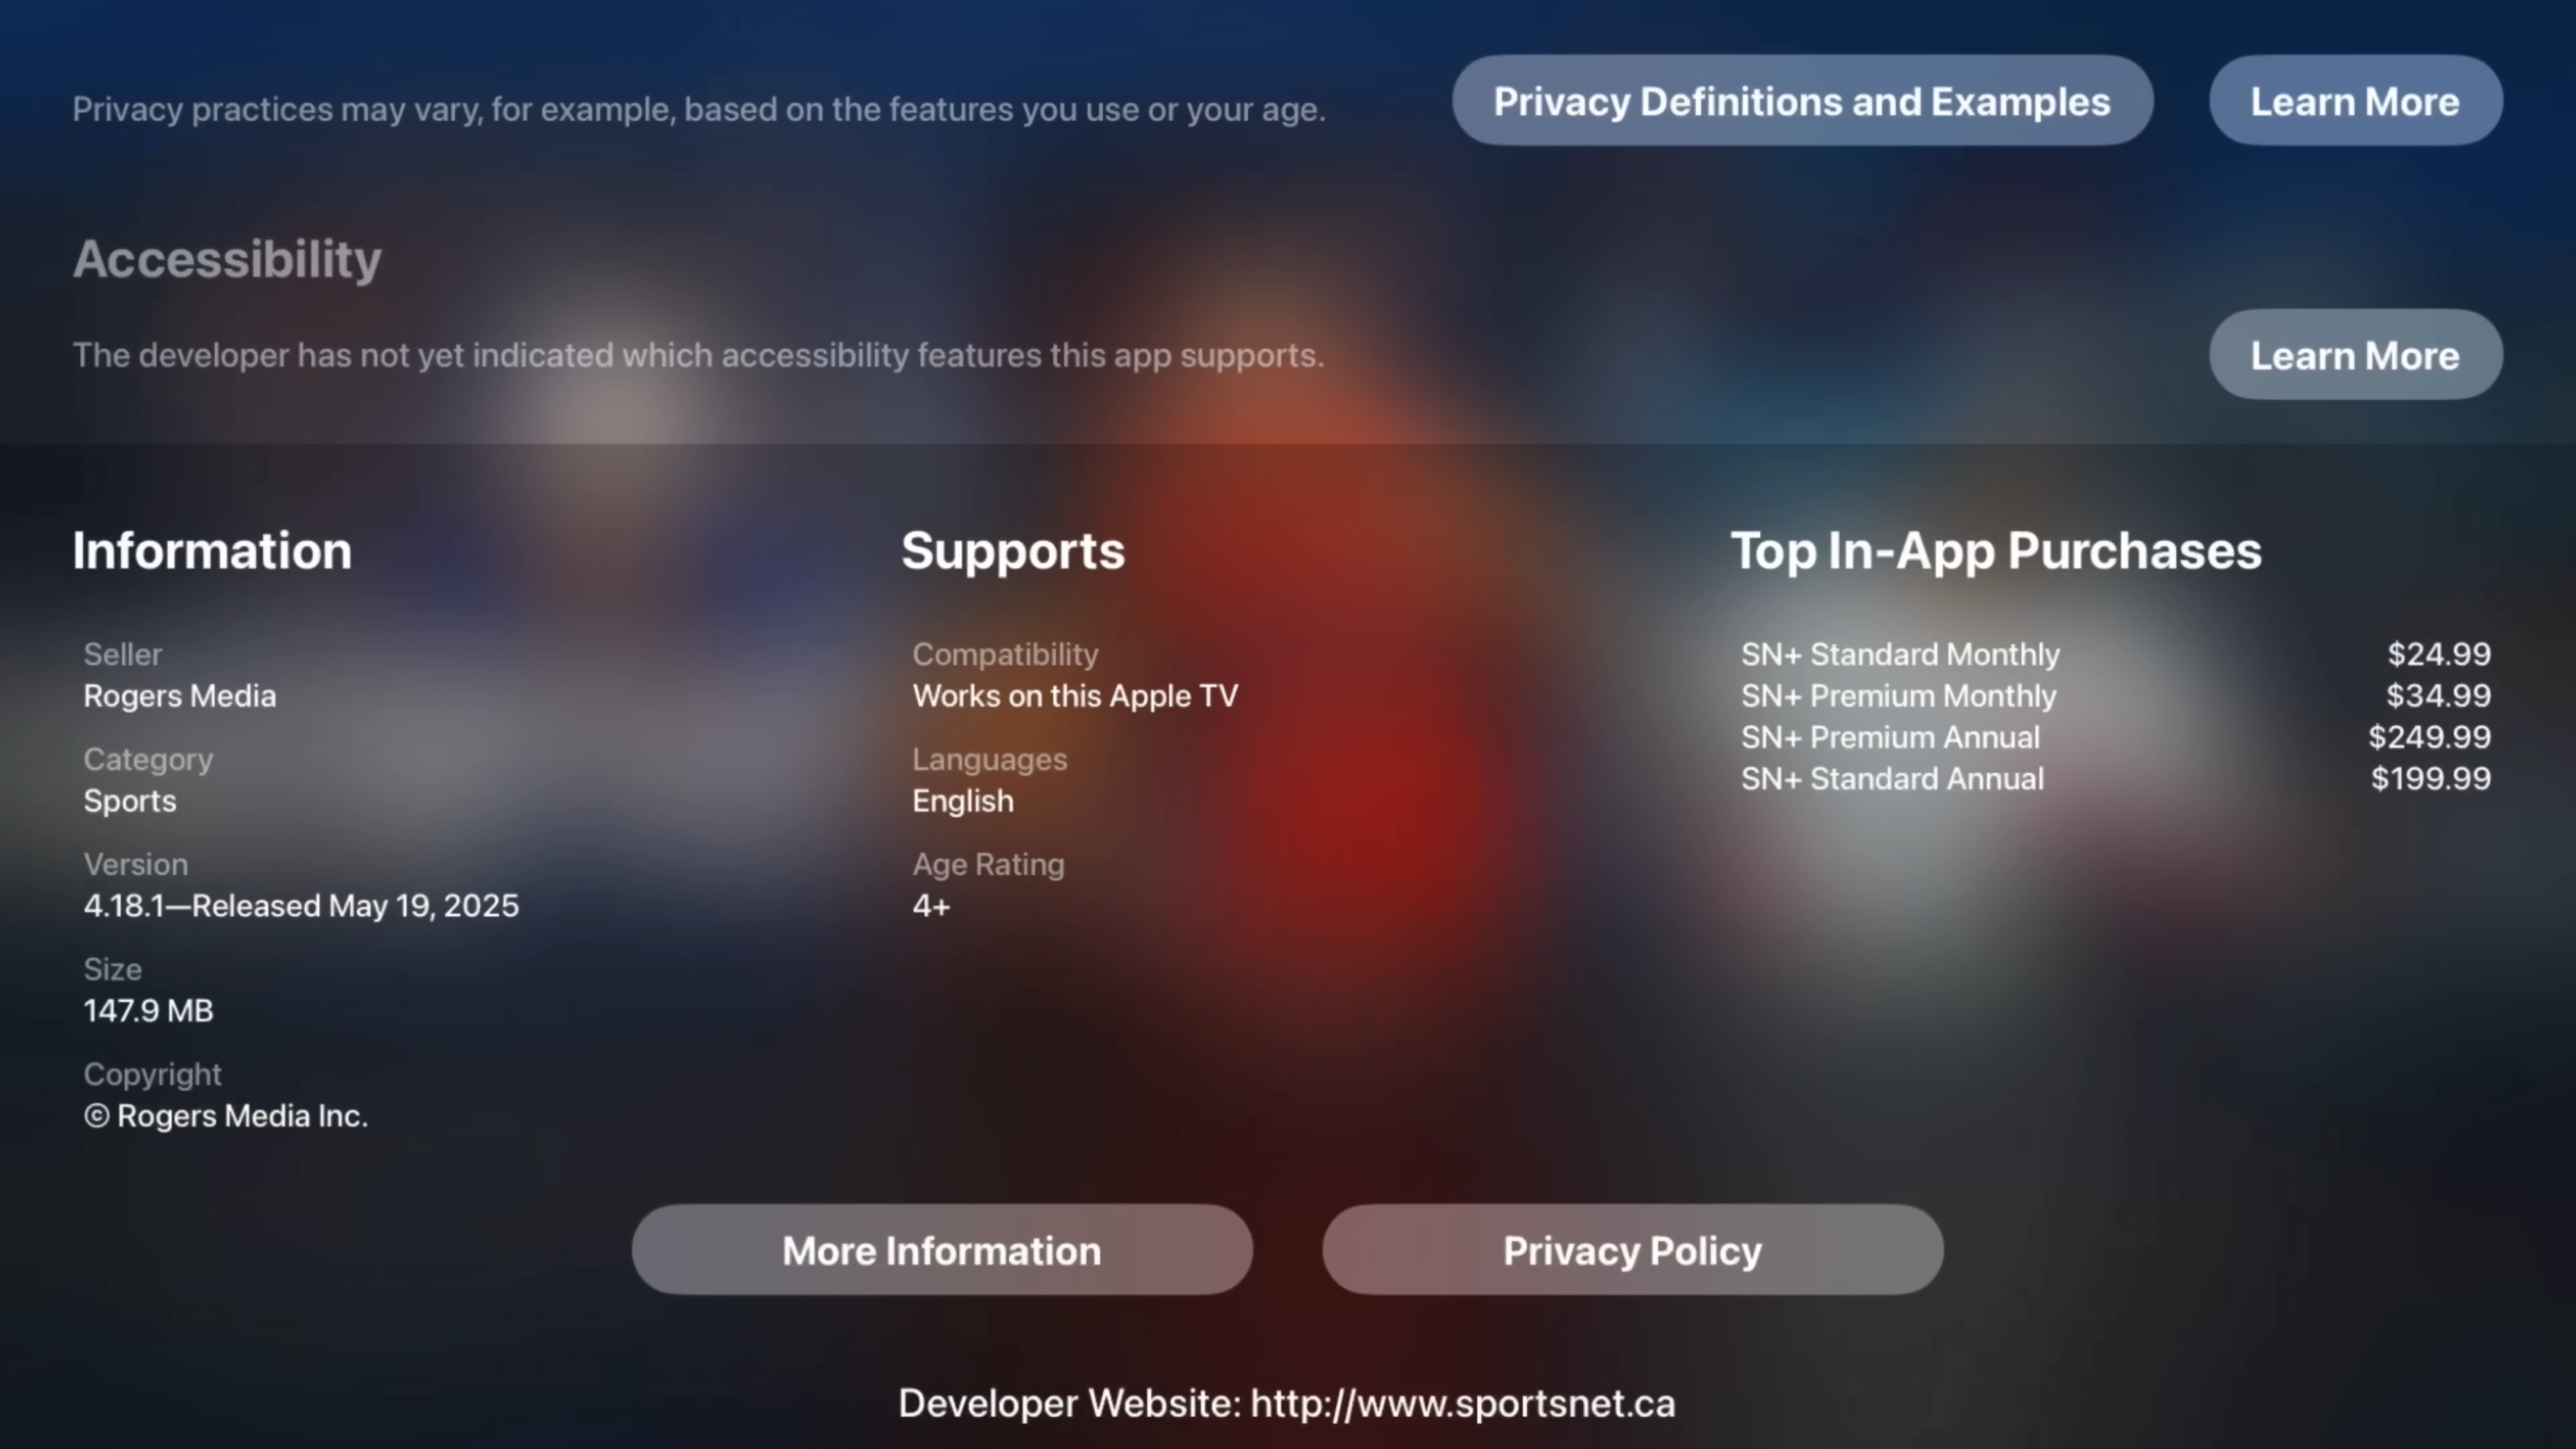 Privacy practices may vary, for example, based on the features you use or your age.
Privacy Definitions and Examples
Learn More
Accessibility
The developer has not yet indicated which accessibility features this app supports.
Learn More
Information
Seller
Rogers Media
Category
Sports
Version
4.18.1—Released May 19, 2025
Size
147.9 MB
Copyright
© Rogers Media Inc.
Supports
Compatibility
Works on this Apple TV
Languages
English
Age Rating
4+
Top In-App Purchases
SN+ Standard Monthly $24.99
SN+ Premium Monthly $34.99
SN+ Premium Annual $249.99
SN+ Standard Annual $199.99
More Information
Privacy Policy
Developer Website: http://www.sportsnet.ca